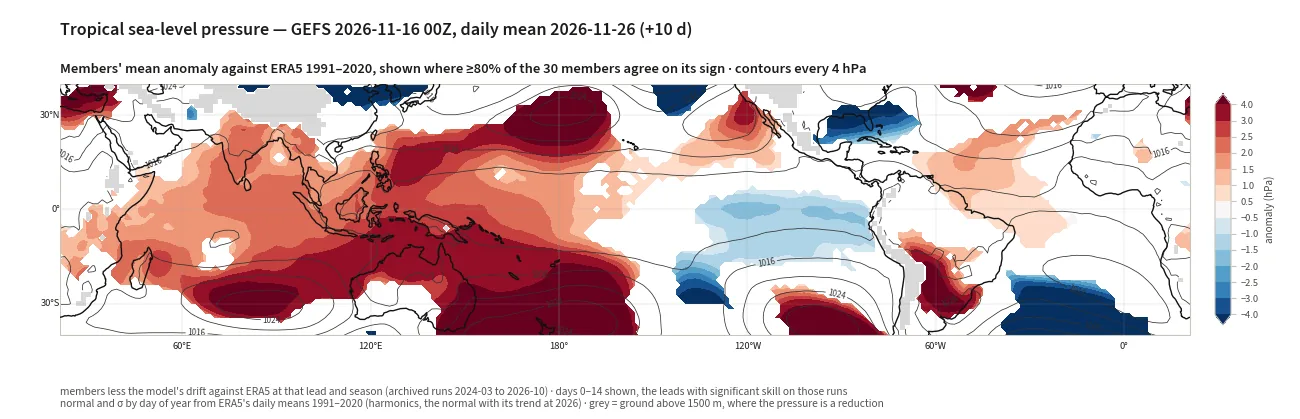 Tropical sea-level pressure — GEFS 2026-11-16 00Z, daily mean 2026-11-26 (+10 d)
Members' mean anomaly against ERA5 1991–2020, shown where ≥80% of the 30 members agree on its sign · contours every 4 hPa
1024
1016
30°N
0°
30°S
1016
1016
1016
1016
1024
1016
1024
60°E
120°E
180°
120°W
60°W
0°
4.0
3.0
2.5
2.0
1.5
1.0
0.5
−0.5
−1.0
−1.5
−2.0
−2.5
−3.0
−4.0
anomaly (hPa)
members less the model's drift against ERA5 at that lead and season (archived runs 2024-03 to 2026-10) · days 0–14 shown, the leads with significant skill on those runs
normal and σ by day of year from ERA5's daily means 1991–2020 (harmonics, the normal with its trend at 2026) · grey = ground above 1500 m, where the pressure is a reduction